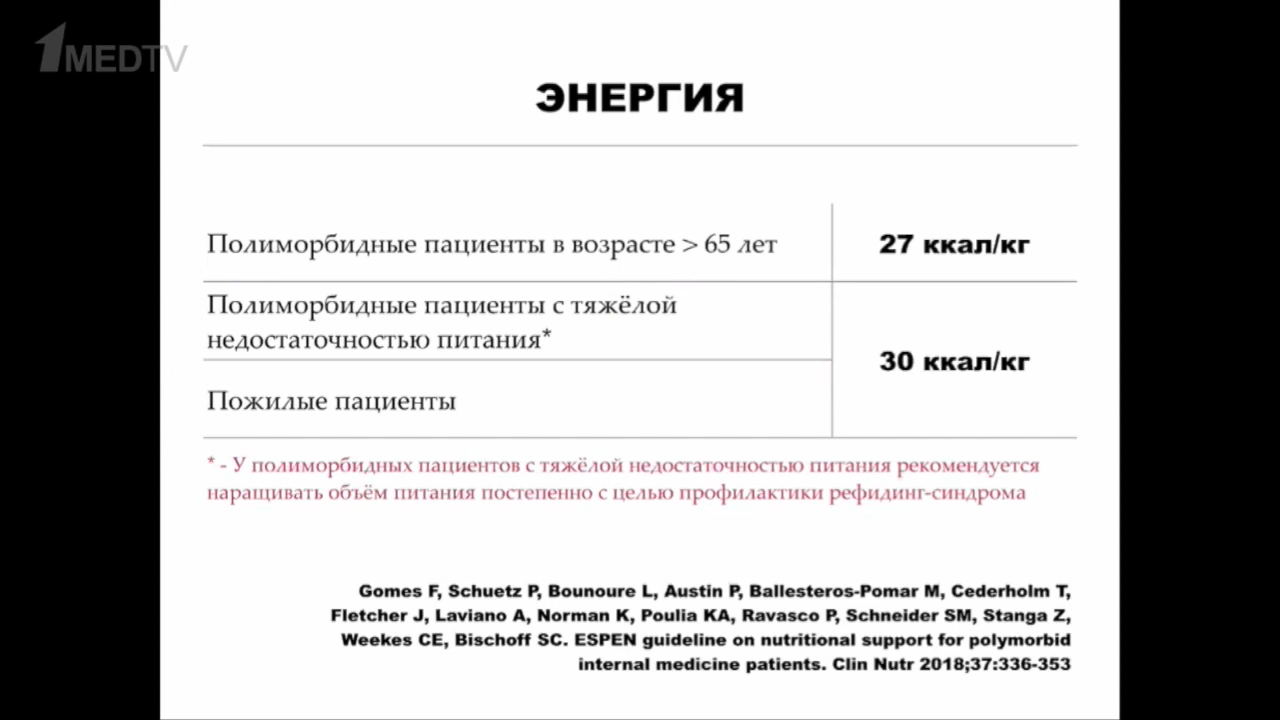 1MEDTV
ЭНЕРГИЯ
Полиморбидные пациенты в возрасте > 65 лет
27 ккал/кг
Полиморбидные пациенты с тяжёлой
недостаточностью питания*
30 ккал/кг
Пожилые пациенты
* - У полиморбидных пациентов с тяжёлой недостаточностью питания рекомендуется
наращивать объём питания постепенно с целью профилактики рефидинг-синдрома
Gomes F, Schuetz P, Bounoure L, Austin P, Ballesteros-Pomar M, Cederholm T,
Fletcher J, Laviano A, Norman K, Poulia KA, Ravasco P, Schneider SM, Stanga Z,
Weekes CE, Bischoff SC. ESPEN guideline on nutritional support for polymorbid
internal medicine patients. Clin Nutr 2018;37:336-353